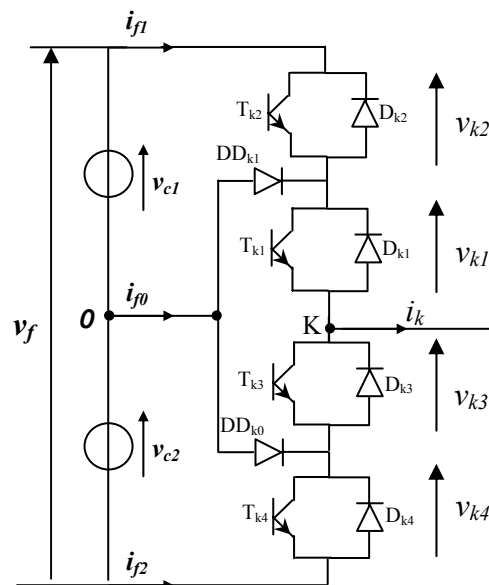 i_f1
T_k2
D_k2
v_k2
DD_k1
v_c1
T_k1
D_k1
v_k1
i_f0
v_f
0
K
i_k
T_k3
D_k3
v_k3
DD_k0
v_c2
T_k4
D_k4
v_k4
i_f2